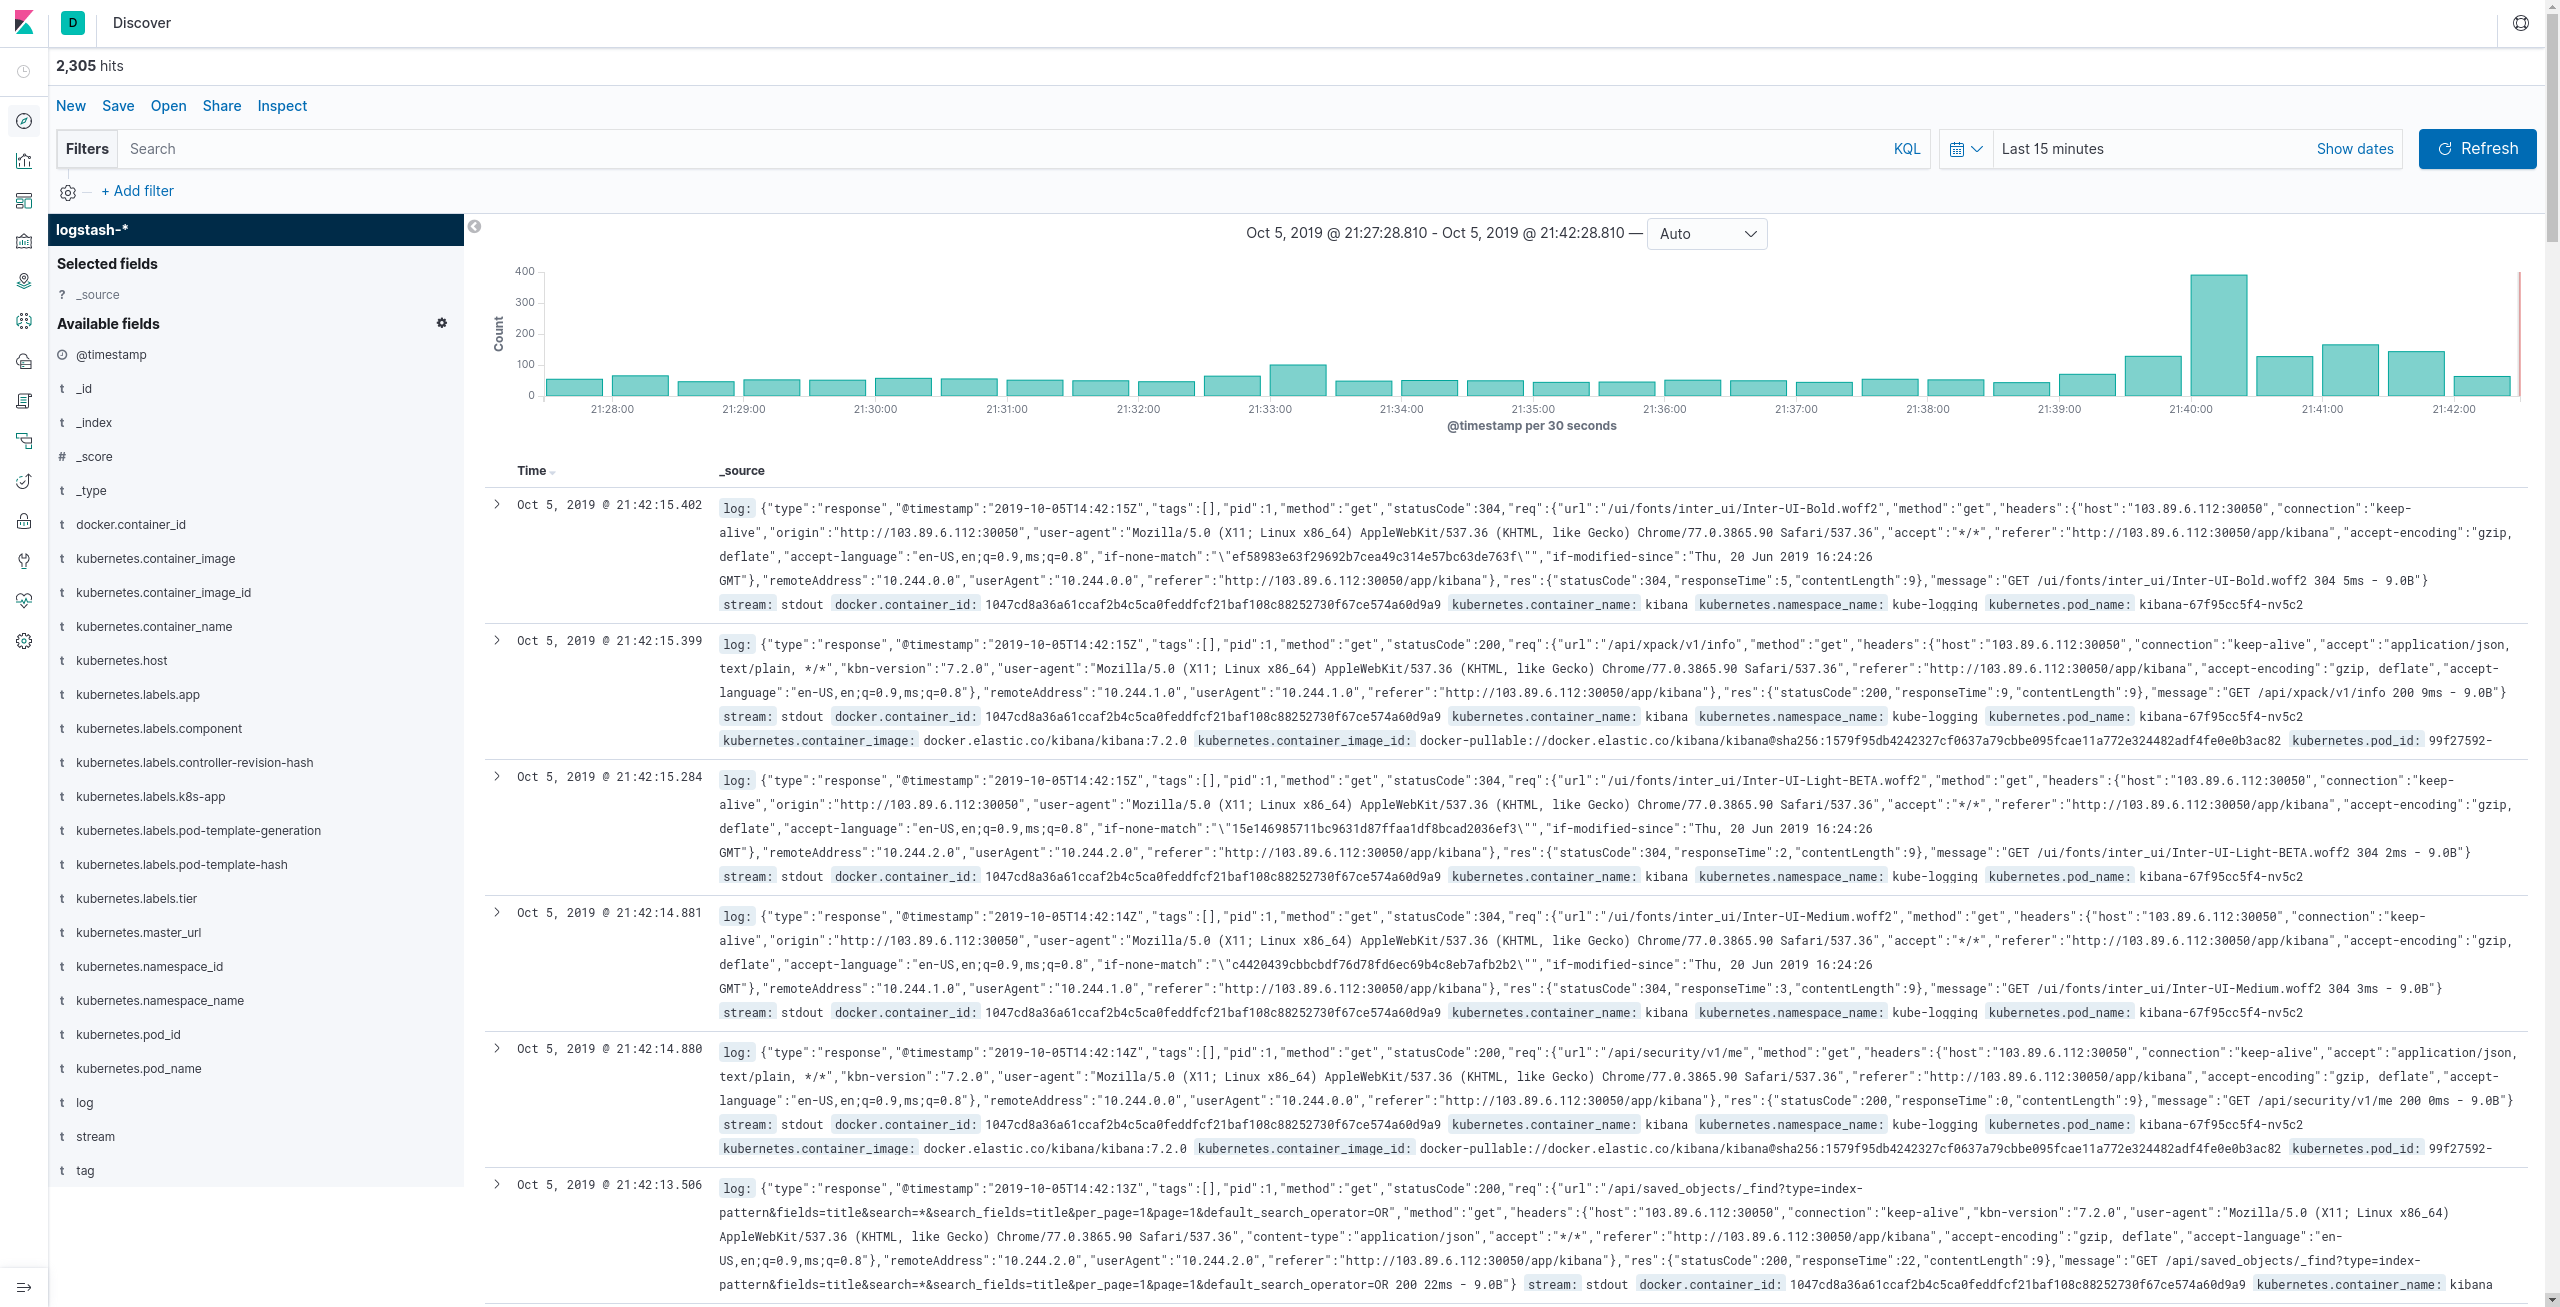 D Discover
2,305 hits
New Save Open Share Inspect
Filters Search KQL Last 15 minutes Show dates Refresh
+ Add filter
logstash-*
Selected fields
? _source
Available fields
@timestamp
t _id
t _index
# _score
t _type
t docker.container_id
t kubernetes.container_image
t kubernetes.container_image_id
t kubernetes.container_name
t kubernetes.host
t kubernetes.labels.app
t kubernetes.labels.component
t kubernetes.labels.controller-revision-hash
t kubernetes.labels.k8s-app
t kubernetes.labels.pod-template-generation
t kubernetes.labels.pod-template-hash
t kubernetes.labels.tier
t kubernetes.master_url
t kubernetes.namespace_id
t kubernetes.namespace_name
t kubernetes.pod_id
t kubernetes.pod_name
t log
t stream
t tag
Oct 5, 2019 @ 21:27:28.810 - Oct 5, 2019 @ 21:42:28.810 — Auto
Count
400
300
200
100
0
21:28:00 21:29:00 21:30:00 21:31:00 21:32:00 21:33:00 21:34:00 21:35:00 21:36:00 21:37:00 21:38:00 21:39:00 21:40:00 21:41:00 21:42:00
@timestamp per 30 seconds
Time _source
Oct 5, 2019 @ 21:42:15.402 log: {"type":"response","@timestamp":"2019-10-05T14:42:15Z","tags":[],"pid":1,"method":"get","statusCode":304,"req":{"url":"/ui/fonts/inter_ui/Inter-UI-Bold.woff2","method":"get","headers":{"host":"103.89.6.112:30050","connection":"keep-
alive","origin":"http://103.89.6.112:30050","user-agent":"Mozilla/5.0 (X11; Linux x86_64) AppleWebKit/537.36 (KHTML, like Gecko) Chrome/77.0.3865.90 Safari/537.36","accept":"*/*","referer":"http://103.89.6.112:30050/app/kibana","accept-encoding":"gzip,
deflate","accept-language":"en-US,en;q=0.9,ms;q=0.8","if-none-match":"\"ef58983e63f29692b7cea49c314e57bc63de763f\"","if-modified-since":"Thu, 20 Jun 2019 16:24:26
GMT"},"remoteAddress":"10.244.0.0","userAgent":"10.244.0.0","referer":"http://103.89.6.112:30050/app/kibana"},"res":{"statusCode":304,"responseTime":5,"contentLength":9},"message":"GET /ui/fonts/inter_ui/Inter-UI-Bold.woff2 304 5ms - 9.0B"}
stream: stdout docker.container_id: 1047cd8a36a61ccaf2b4c5ca0feddfcf21baf108c88252730f67ce574a60d9a9 kubernetes.container_name: kibana kubernetes.namespace_name: kube-logging kubernetes.pod_name: kibana-67f95cc5f4-nv5c2
Oct 5, 2019 @ 21:42:15.399 log: {"type":"response","@timestamp":"2019-10-05T14:42:15Z","tags":[],"pid":1,"method":"get","statusCode":200,"req":{"url":"/api/xpack/v1/info","method":"get","headers":{"host":"103.89.6.112:30050","connection":"keep-alive","accept":"application/json,
text/plain, */*","kbn-version":"7.2.0","user-agent":"Mozilla/5.0 (X11; Linux x86_64) AppleWebKit/537.36 (KHTML, like Gecko) Chrome/77.0.3865.90 Safari/537.36","referer":"http://103.89.6.112:30050/app/kibana","accept-encoding":"gzip, deflate","accept-
language":"en-US,en;q=0.9,ms;q=0.8"},"remoteAddress":"10.244.1.0","userAgent":"10.244.1.0","referer":"http://103.89.6.112:30050/app/kibana"},"res":{"statusCode":200,"responseTime":9,"contentLength":9},"message":"GET /api/xpack/v1/info 200 9ms - 9.0B"}
stream: stdout docker.container_id: 1047cd8a36a61ccaf2b4c5ca0feddfcf21baf108c88252730f67ce574a60d9a9 kubernetes.container_name: kibana kubernetes.namespace_name: kube-logging kubernetes.pod_name: kibana-67f95cc5f4-nv5c2
kubernetes.container_image: docker.elastic.co/kibana/kibana:7.2.0 kubernetes.container_image_id: docker-pullable://docker.elastic.co/kibana/kibana@sha256:1579f95db4242327cf0637a79cbbe095fcae11a772e324482adf4fe0e0b3ac82 kubernetes.pod_id: 99f27592-
Oct 5, 2019 @ 21:42:15.284 log: {"type":"response","@timestamp":"2019-10-05T14:42:15Z","tags":[],"pid":1,"method":"get","statusCode":304,"req":{"url":"/ui/fonts/inter_ui/Inter-UI-Light-BETA.woff2","method":"get","headers":{"host":"103.89.6.112:30050","connection":"keep-
alive","origin":"http://103.89.6.112:30050","user-agent":"Mozilla/5.0 (X11; Linux x86_64) AppleWebKit/537.36 (KHTML, like Gecko) Chrome/77.0.3865.90 Safari/537.36","accept":"*/*","referer":"http://103.89.6.112:30050/app/kibana","accept-encoding":"gzip,
deflate","accept-language":"en-US,en;q=0.9,ms;q=0.8","if-none-match":"\"15e146985711bc9631d87ffaa1df8bcad2036ef3\"","if-modified-since":"Thu, 20 Jun 2019 16:24:26
GMT"},"remoteAddress":"10.244.2.0","userAgent":"10.244.2.0","referer":"http://103.89.6.112:30050/app/kibana"},"res":{"statusCode":304,"responseTime":2,"contentLength":9},"message":"GET /ui/fonts/inter_ui/Inter-UI-Light-BETA.woff2 304 2ms - 9.0B"}
stream: stdout docker.container_id: 1047cd8a36a61ccaf2b4c5ca0feddfcf21baf108c88252730f67ce574a60d9a9 kubernetes.container_name: kibana kubernetes.namespace_name: kube-logging kubernetes.pod_name: kibana-67f95cc5f4-nv5c2
Oct 5, 2019 @ 21:42:14.881 log: {"type":"response","@timestamp":"2019-10-05T14:42:14Z","tags":[],"pid":1,"method":"get","statusCode":304,"req":{"url":"/ui/fonts/inter_ui/Inter-UI-Medium.woff2","method":"get","headers":{"host":"103.89.6.112:30050","connection":"keep-
alive","origin":"http://103.89.6.112:30050","user-agent":"Mozilla/5.0 (X11; Linux x86_64) AppleWebKit/537.36 (KHTML, like Gecko) Chrome/77.0.3865.90 Safari/537.36","accept":"*/*","referer":"http://103.89.6.112:30050/app/kibana","accept-encoding":"gzip,
deflate","accept-language":"en-US,en;q=0.9,ms;q=0.8","if-none-match":"\"c4420439cbbcbdf76d78fd6ec69b4c8eb7afb2b2\"","if-modified-since":"Thu, 20 Jun 2019 16:24:26
GMT"},"remoteAddress":"10.244.1.0","userAgent":"10.244.1.0","referer":"http://103.89.6.112:30050/app/kibana"},"res":{"statusCode":304,"responseTime":3,"contentLength":9},"message":"GET /ui/fonts/inter_ui/Inter-UI-Medium.woff2 304 3ms - 9.0B"}
stream: stdout docker.container_id: 1047cd8a36a61ccaf2b4c5ca0feddfcf21baf108c88252730f67ce574a60d9a9 kubernetes.container_name: kibana kubernetes.namespace_name: kube-logging kubernetes.pod_name: kibana-67f95cc5f4-nv5c2
Oct 5, 2019 @ 21:42:14.880 log: {"type":"response","@timestamp":"2019-10-05T14:42:14Z","tags":[],"pid":1,"method":"get","statusCode":200,"req":{"url":"/api/security/v1/me","method":"get","headers":{"host":"103.89.6.112:30050","connection":"keep-alive","accept":"application/json,
text/plain, */*","kbn-version":"7.2.0","user-agent":"Mozilla/5.0 (X11; Linux x86_64) AppleWebKit/537.36 (KHTML, like Gecko) Chrome/77.0.3865.90 Safari/537.36","referer":"http://103.89.6.112:30050/app/kibana","accept-encoding":"gzip, deflate","accept-
language":"en-US,en;q=0.9,ms;q=0.8"},"remoteAddress":"10.244.0.0","userAgent":"10.244.0.0","referer":"http://103.89.6.112:30050/app/kibana"},"res":{"statusCode":200,"responseTime":0,"contentLength":9},"message":"GET /api/security/v1/me 200 0ms - 9.0B"}
stream: stdout docker.container_id: 1047cd8a36a61ccaf2b4c5ca0feddfcf21baf108c88252730f67ce574a60d9a9 kubernetes.container_name: kibana kubernetes.namespace_name: kube-logging kubernetes.pod_name: kibana-67f95cc5f4-nv5c2
kubernetes.container_image: docker.elastic.co/kibana/kibana:7.2.0 kubernetes.container_image_id: docker-pullable://docker.elastic.co/kibana/kibana@sha256:1579f95db4242327cf0637a79cbbe095fcae11a772e324482adf4fe0e0b3ac82 kubernetes.pod_id: 99f27592-
Oct 5, 2019 @ 21:42:13.506 log: {"type":"response","@timestamp":"2019-10-05T14:42:13Z","tags":[],"pid":1,"method":"get","statusCode":200,"req":{"url":"/api/saved_objects/_find?type=index-
pattern&fields=title&search=*&search_fields=title&per_page=1&page=1&default_search_operator=OR","method":"get","headers":{"host":"103.89.6.112:30050","connection":"keep-alive","kbn-version":"7.2.0","user-agent":"Mozilla/5.0 (X11; Linux x86_64)
AppleWebKit/537.36 (KHTML, like Gecko) Chrome/77.0.3865.90 Safari/537.36","content-type":"application/json","accept":"*/*","referer":"http://103.89.6.112:30050/app/kibana","accept-encoding":"gzip, deflate","accept-language":"en-
US,en;q=0.9,ms;q=0.8"},"remoteAddress":"10.244.2.0","userAgent":"10.244.2.0","referer":"http://103.89.6.112:30050/app/kibana"},"res":{"statusCode":200,"responseTime":22,"contentLength":9},"message":"GET /api/saved_objects/_find?type=index-
pattern&fields=title&search=*&search_fields=title&per_page=1&page=1&default_search_operator=OR 200 22ms - 9.0B"} stream: stdout docker.container_id: 1047cd8a36a61ccaf2b4c5ca0feddfcf21baf108c88252730f67ce574a60d9a9 kubernetes.container_name: kibana